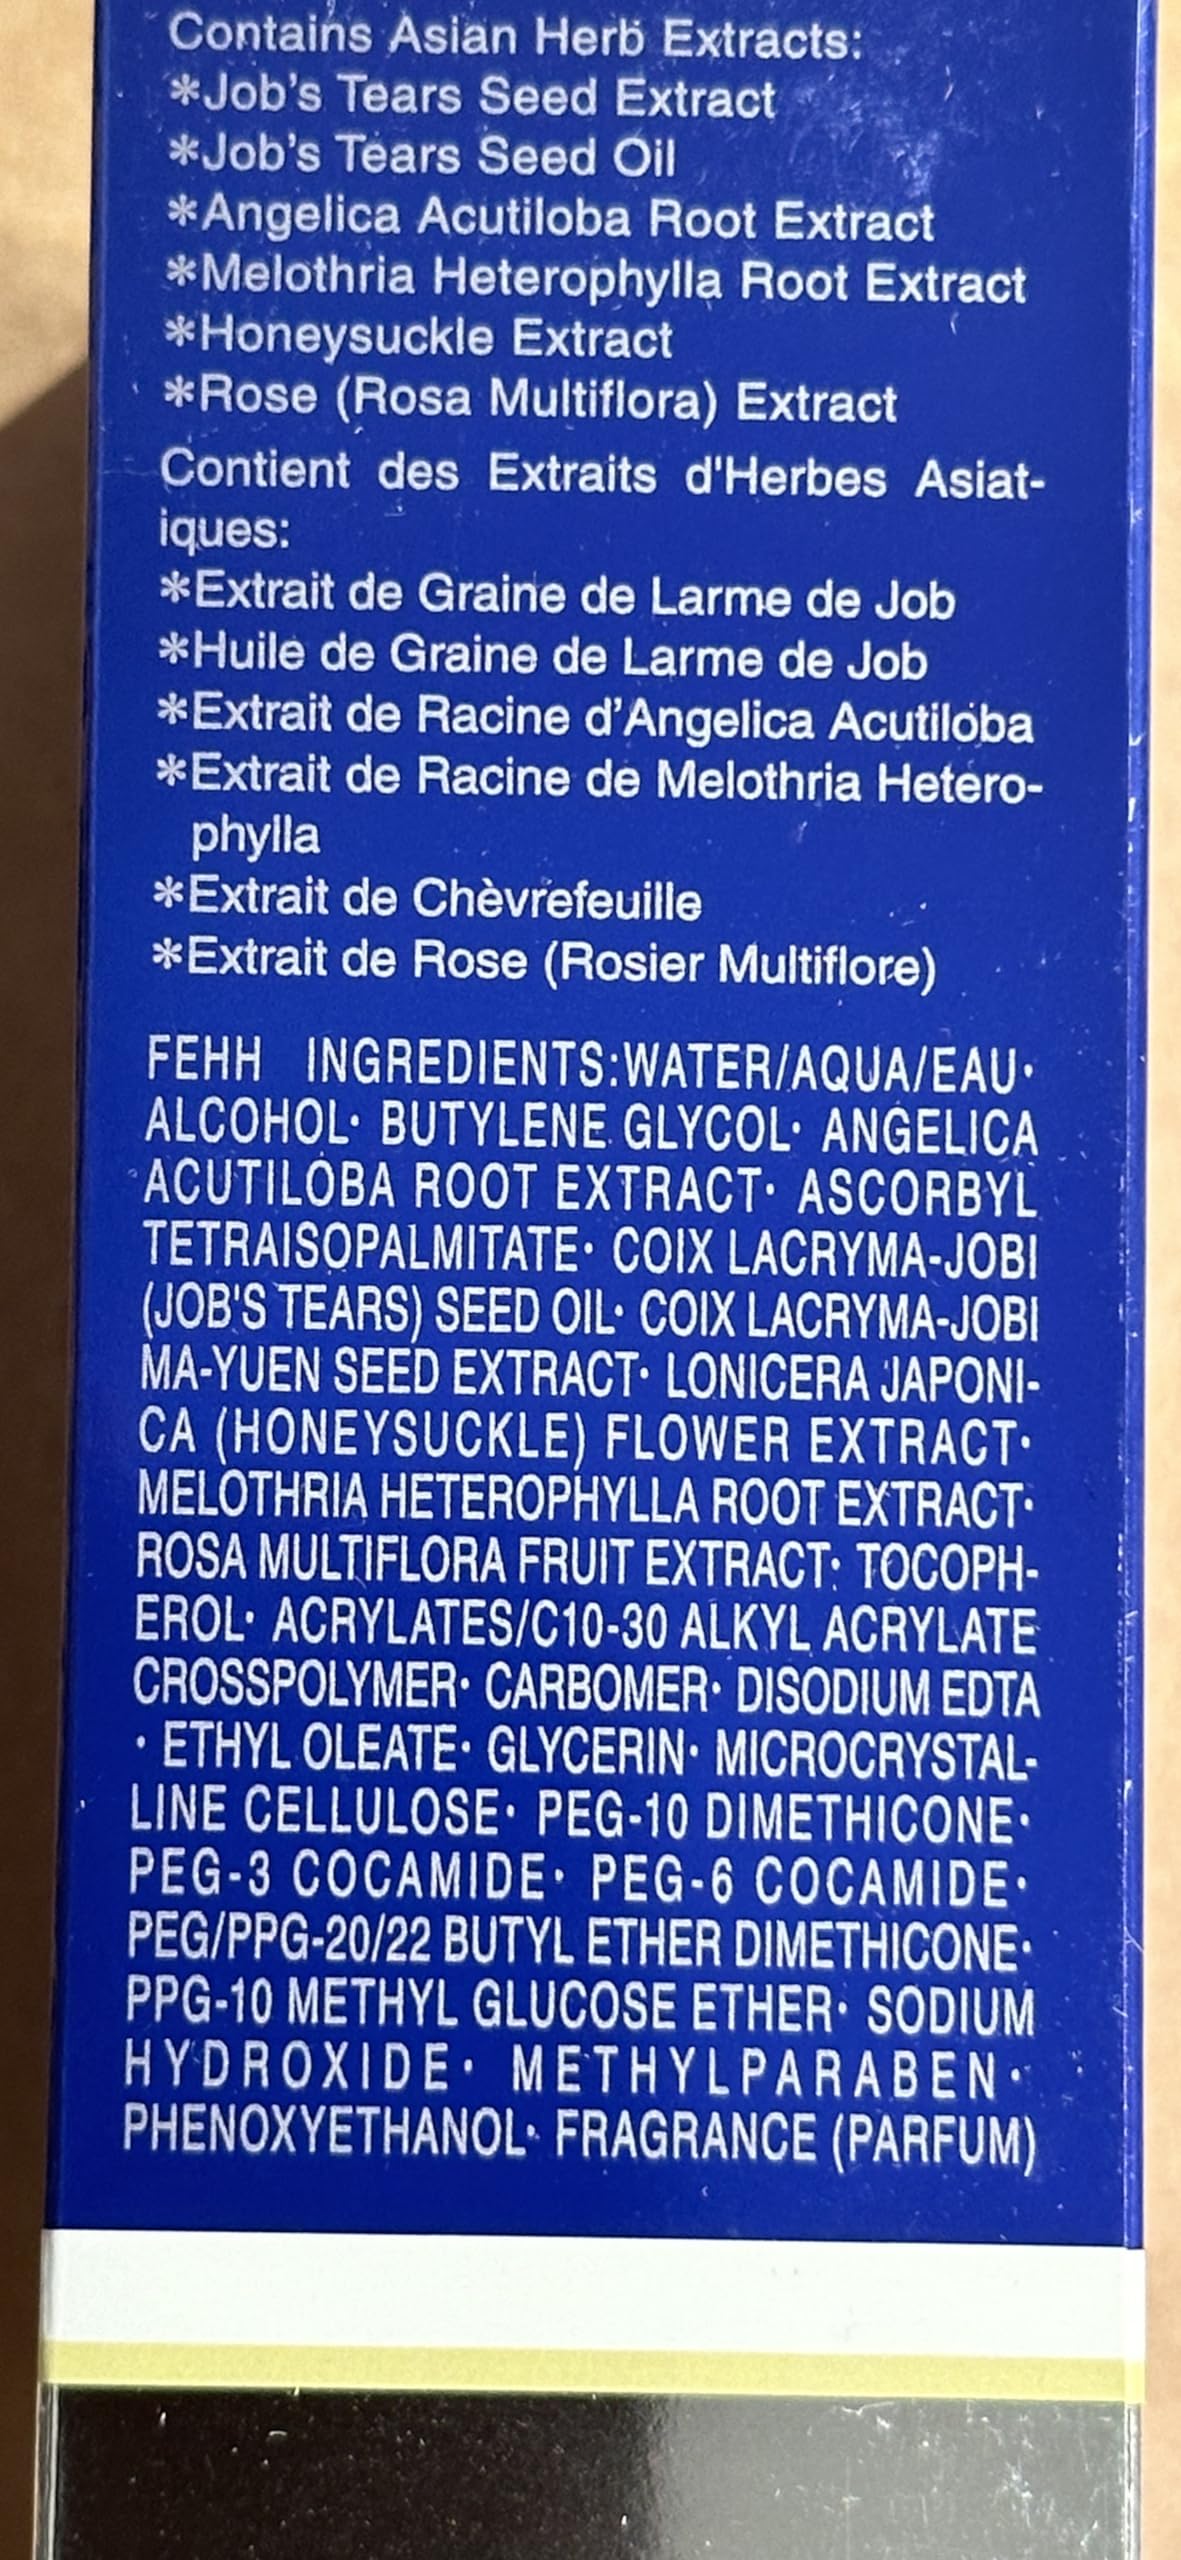 Contains Asian Herb Extracts:
*Job's Tears Seed Extract
*Job's Tears Seed Oil
*Angelica Acutiloba Root Extract
*Melothria Heterophylla Root Extract
*Honeysuckle Extract
*Rose (Rosa Multiflora) Extract
Contient des Extraits d'Herbes Asiat-
iques:
*Extrait de Graine de Larme de Job
*Huile de Graine de Larme de Job
*Extrait de Racine d'Angelica Acutiloba
*Extrait de Racine de Melothria Hetero-
phylla
*Extrait de Chèvrefeuille
*Extrait de Rose (Rosier Multiflore)
FEHH INGREDIENTS:WATER/AQUA/EAU·
ALCOHOL· BUTYLENE GLYCOL· ANGELICA
ACUTILOBA ROOT EXTRACT· ASCORBYL
TETRAISOPALMITATE· COIX LACRYMA-JOBI
(JOB'S TEARS) SEED OIL· COIX LACRYMA-JOBI
MA-YUEN SEED EXTRACT· LONICERA JAPONI-
CA (HONEYSUCKLE) FLOWER EXTRACT·
MELOTHRIA HETEROPHYLLA ROOT EXTRACT·
ROSA MULTIFLORA FRUIT EXTRACT· TOCOPH-
EROL· ACRYLATES/C10-30 ALKYL ACRYLATE
CROSSPOLYMER· CARBOMER· DISODIUM EDTA
· ETHYL OLEATE· GLYCERIN· MICROCRYSTAL-
LINE CELLULOSE· PEG-10 DIMETHICONE·
PEG-3 COCAMIDE· PEG-6 COCAMIDE·
PEG/PPG-20/22 BUTYL ETHER DIMETHICONE·
PPG-10 METHYL GLUCOSE ETHER· SODIUM
HYDROXIDE· METHYLPARABEN·
PHENOXYETHANOL· FRAGRANCE (PARFUM)